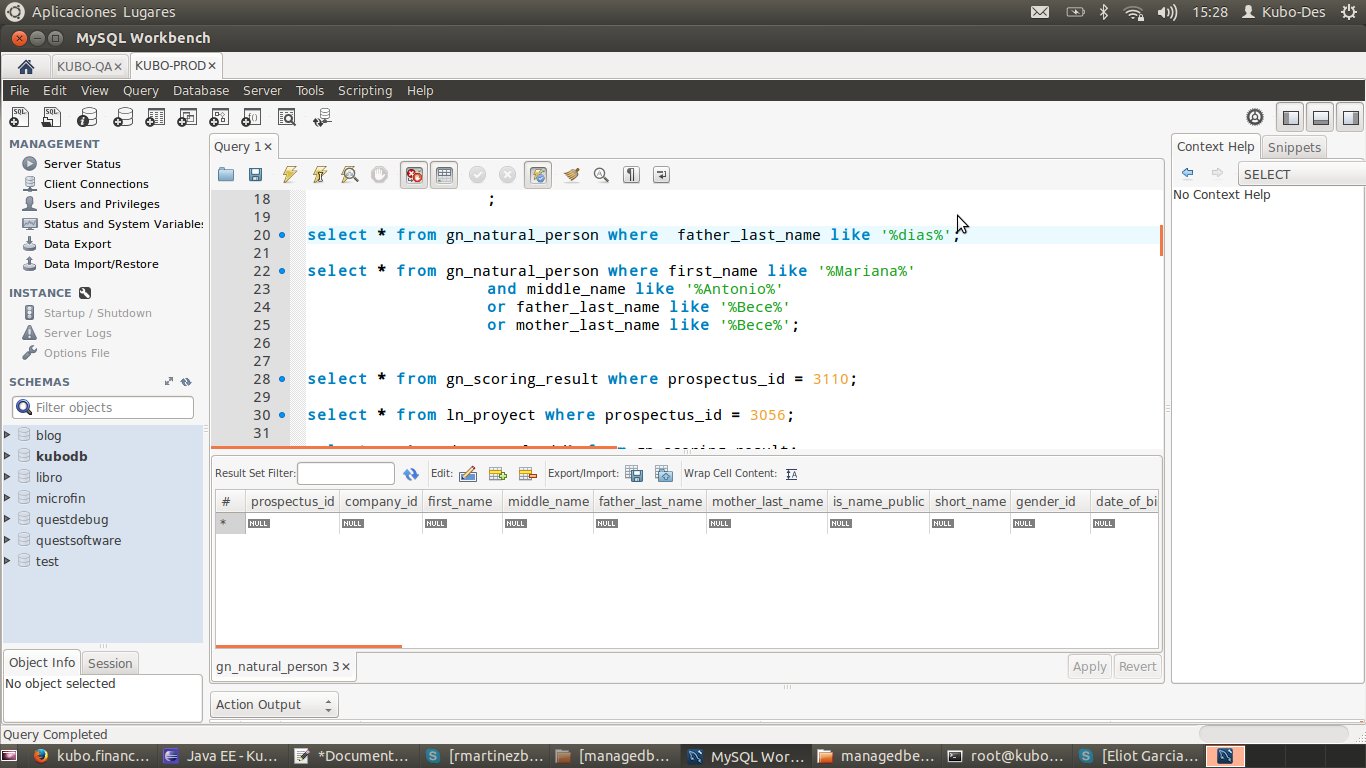 Aplicaciones Lugares 15:28 Kubo-Des
MySQL Workbench
KUBO-QA KUBO-PROD
File Edit View Query Database Server Tools Scripting Help
MANAGEMENT
Server Status
Client Connections
Users and Privileges
Status and System Variable
Data Export
Data Import/Restore
INSTANCE
Startup / Shutdown
Server Logs
Options File
SCHEMAS
Filter objects
blog
kubodb
libro
microfin
questdebug
questsoftware
test
Object Info Session
No object selected
Query 1
18 ;
19
20 select * from gn_natural_person where  father_last_name like '%dias%';
21
22 select * from gn_natural_person where first_name like '%Mariana%'
23 and middle_name like '%Antonio%'
24 or father_last_name like '%Bece%'
25 or mother_last_name like '%Bece%';
26
27
28 select * from gn_scoring_result where prospectus_id = 3110;
29
30 select * from ln_proyect where prospectus_id = 3056;
31
Result Set Filter: Edit: Export/Import: Wrap Cell Content:
# prospectus_id company_id first_name middle_name father_last_name mother_last_name is_name_public short_name gender_id date_of_bi
* NULL NULL NULL NULL NULL NULL NULL NULL NULL NULL
gn_natural_person 3 Apply Revert
Action Output
Context Help Snippets
SELECT
No Context Help
Query Completed
kubo.financ... Java EE - Ku... *Document... [rmartinezb... [managedb... MySQL Wor... managedbe... root@kubo... [Eliot Garcia...